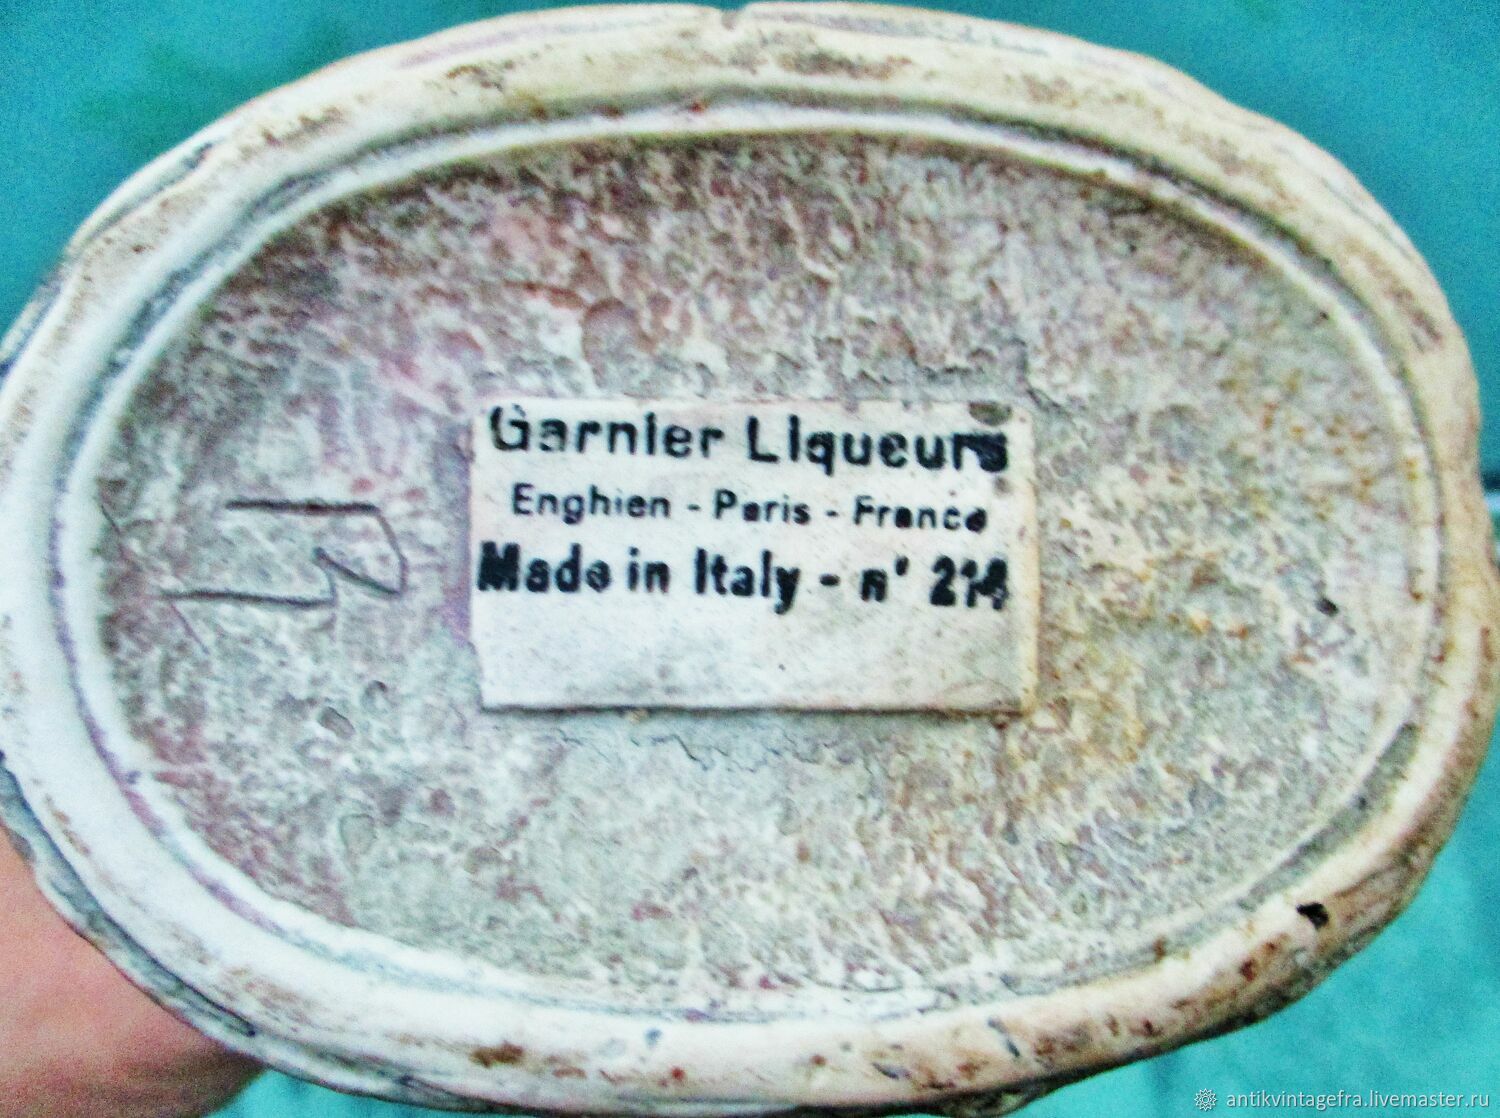 Garnier Liqueurs
Enghien - Paris - France
Made in Italy - n° 214
antikvintagefra.livemaster.ru